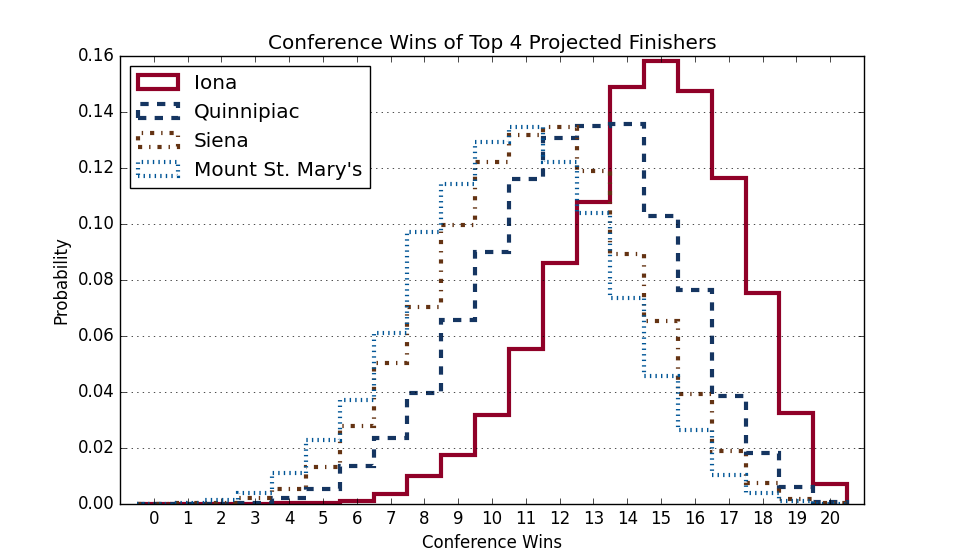 Conference Wins of Top 4 Projected Finishers
Iona
Quinnipiac
Siena
Mount St. Mary's
0.16
0.14
0.12
0.10
0.08
0.06
0.04
0.02
0.00
Probability
0 1 2 3 4 5 6 7 8 9 10 11 12 13 14 15 16 17 18 19 20
Conference Wins